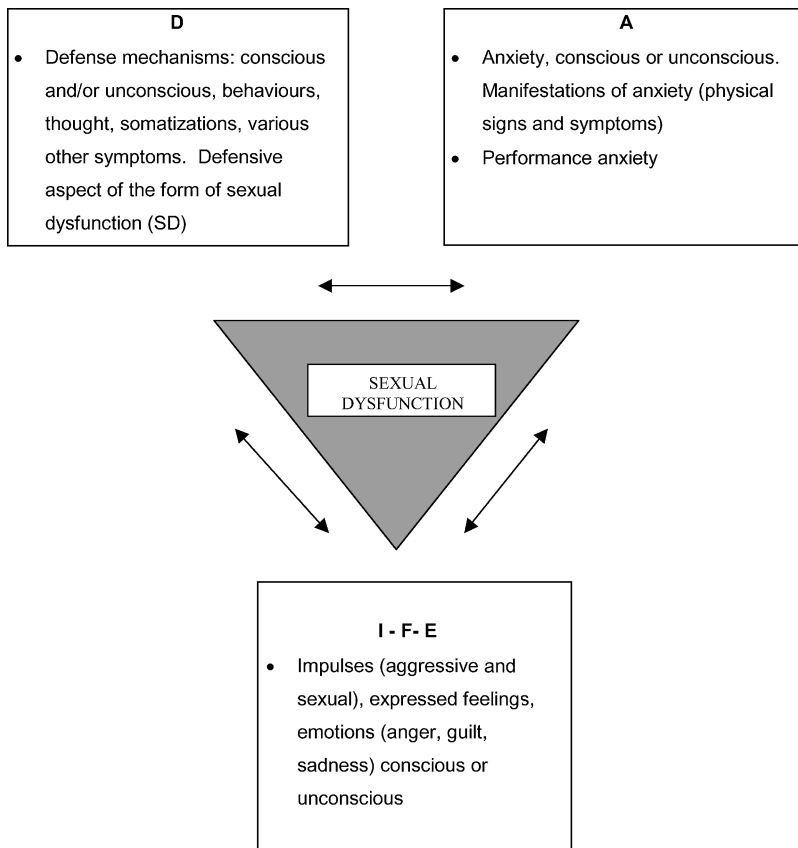 D
• Defense mechanisms: conscious
and/or unconscious, behaviours,
thought, somatizations, various
other symptoms.  Defensive
aspect of the form of sexual
dysfunction (SD)
A
• Anxiety, conscious or unconscious.
Manifestations of anxiety (physical
signs and symptoms)
• Performance anxiety
SEXUAL
DYSFUNCTION
I - F- E
• Impulses (aggressive and
sexual), expressed feelings,
emotions (anger, guilt,
sadness) conscious or
unconscious